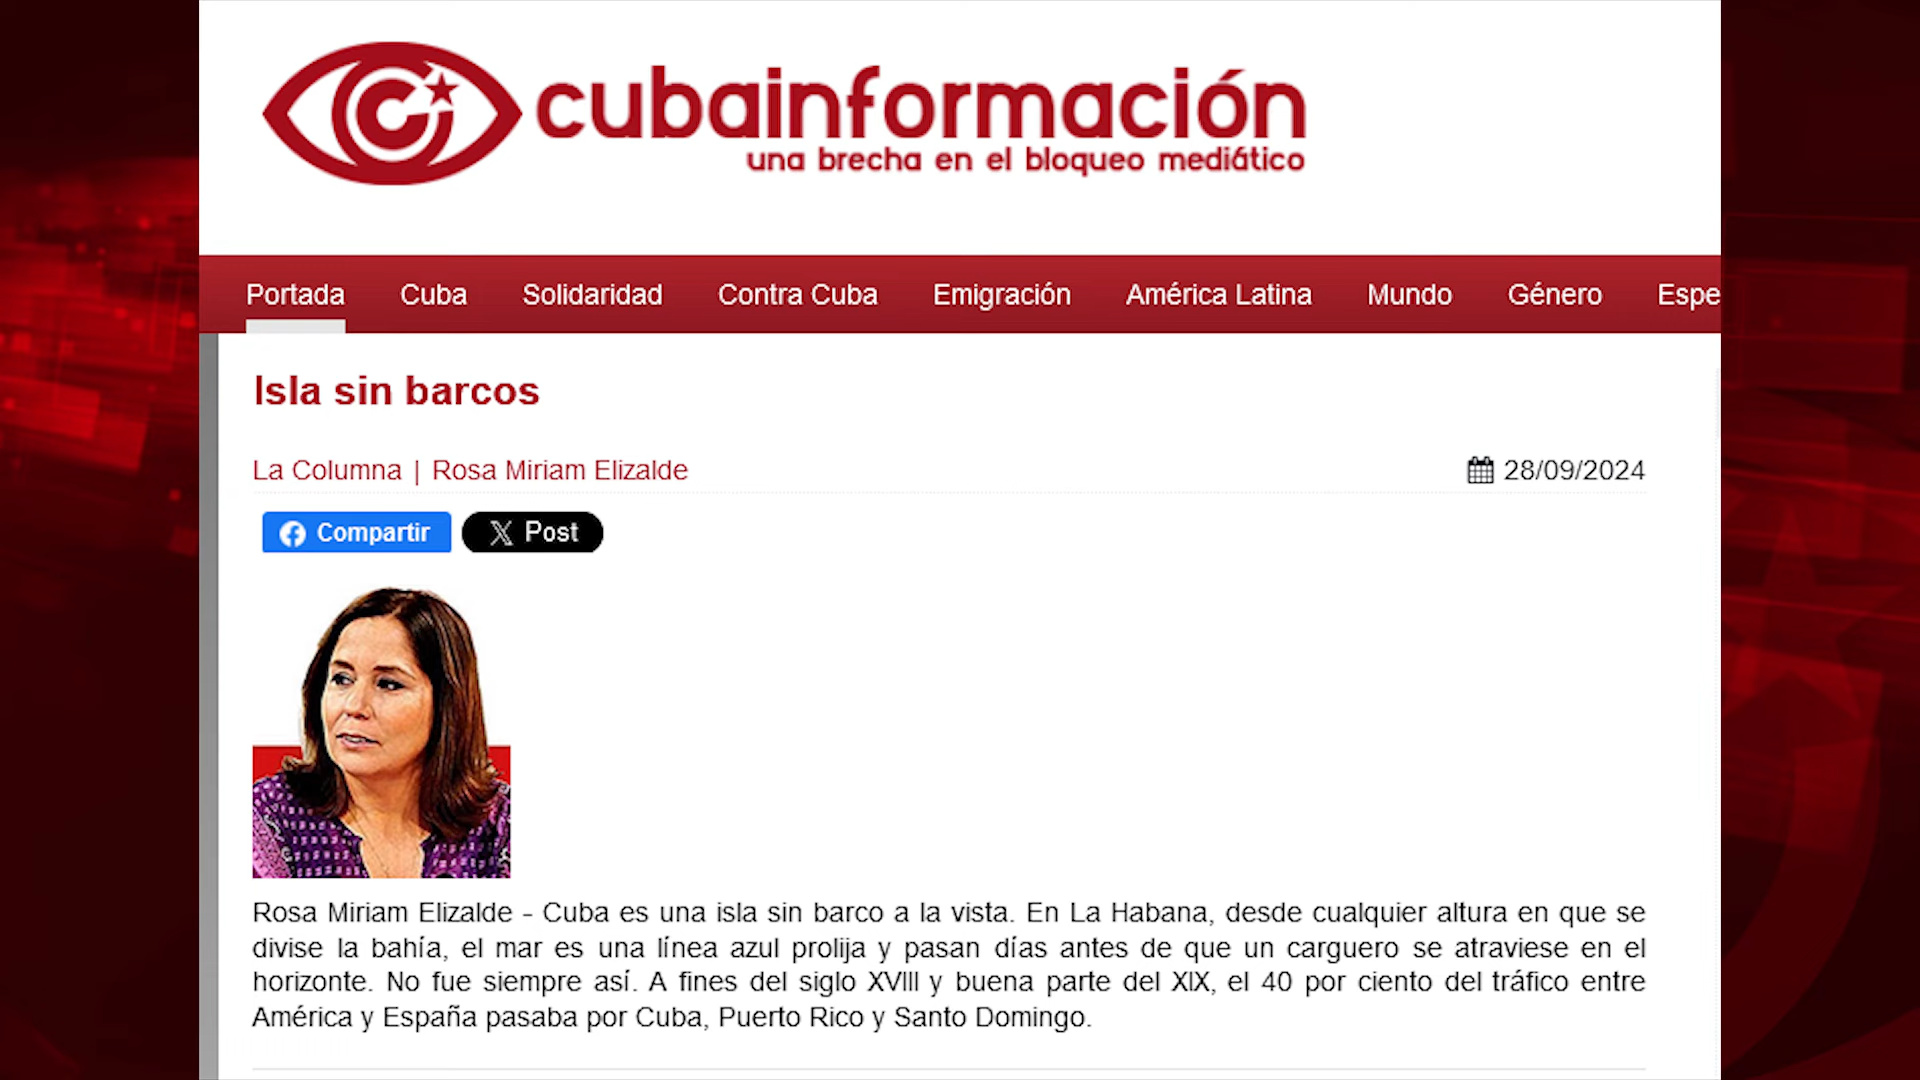 cubainformación
una brecha en el bloqueo mediático
Portada Cuba Solidaridad Contra Cuba Emigración América Latina Mundo Género Espe
Isla sin barcos
La Columna | Rosa Miriam Elizalde 28/09/2024
Compartir Post
Rosa Miriam Elizalde - Cuba es una isla sin barco a la vista. En La Habana, desde cualquier altura en que se
divise la bahía, el mar es una línea azul prolija y pasan días antes de que un carguero se atraviese en el
horizonte. No fue siempre así. A fines del siglo XVIII y buena parte del XIX, el 40 por ciento del tráfico entre
América y España pasaba por Cuba, Puerto Rico y Santo Domingo.